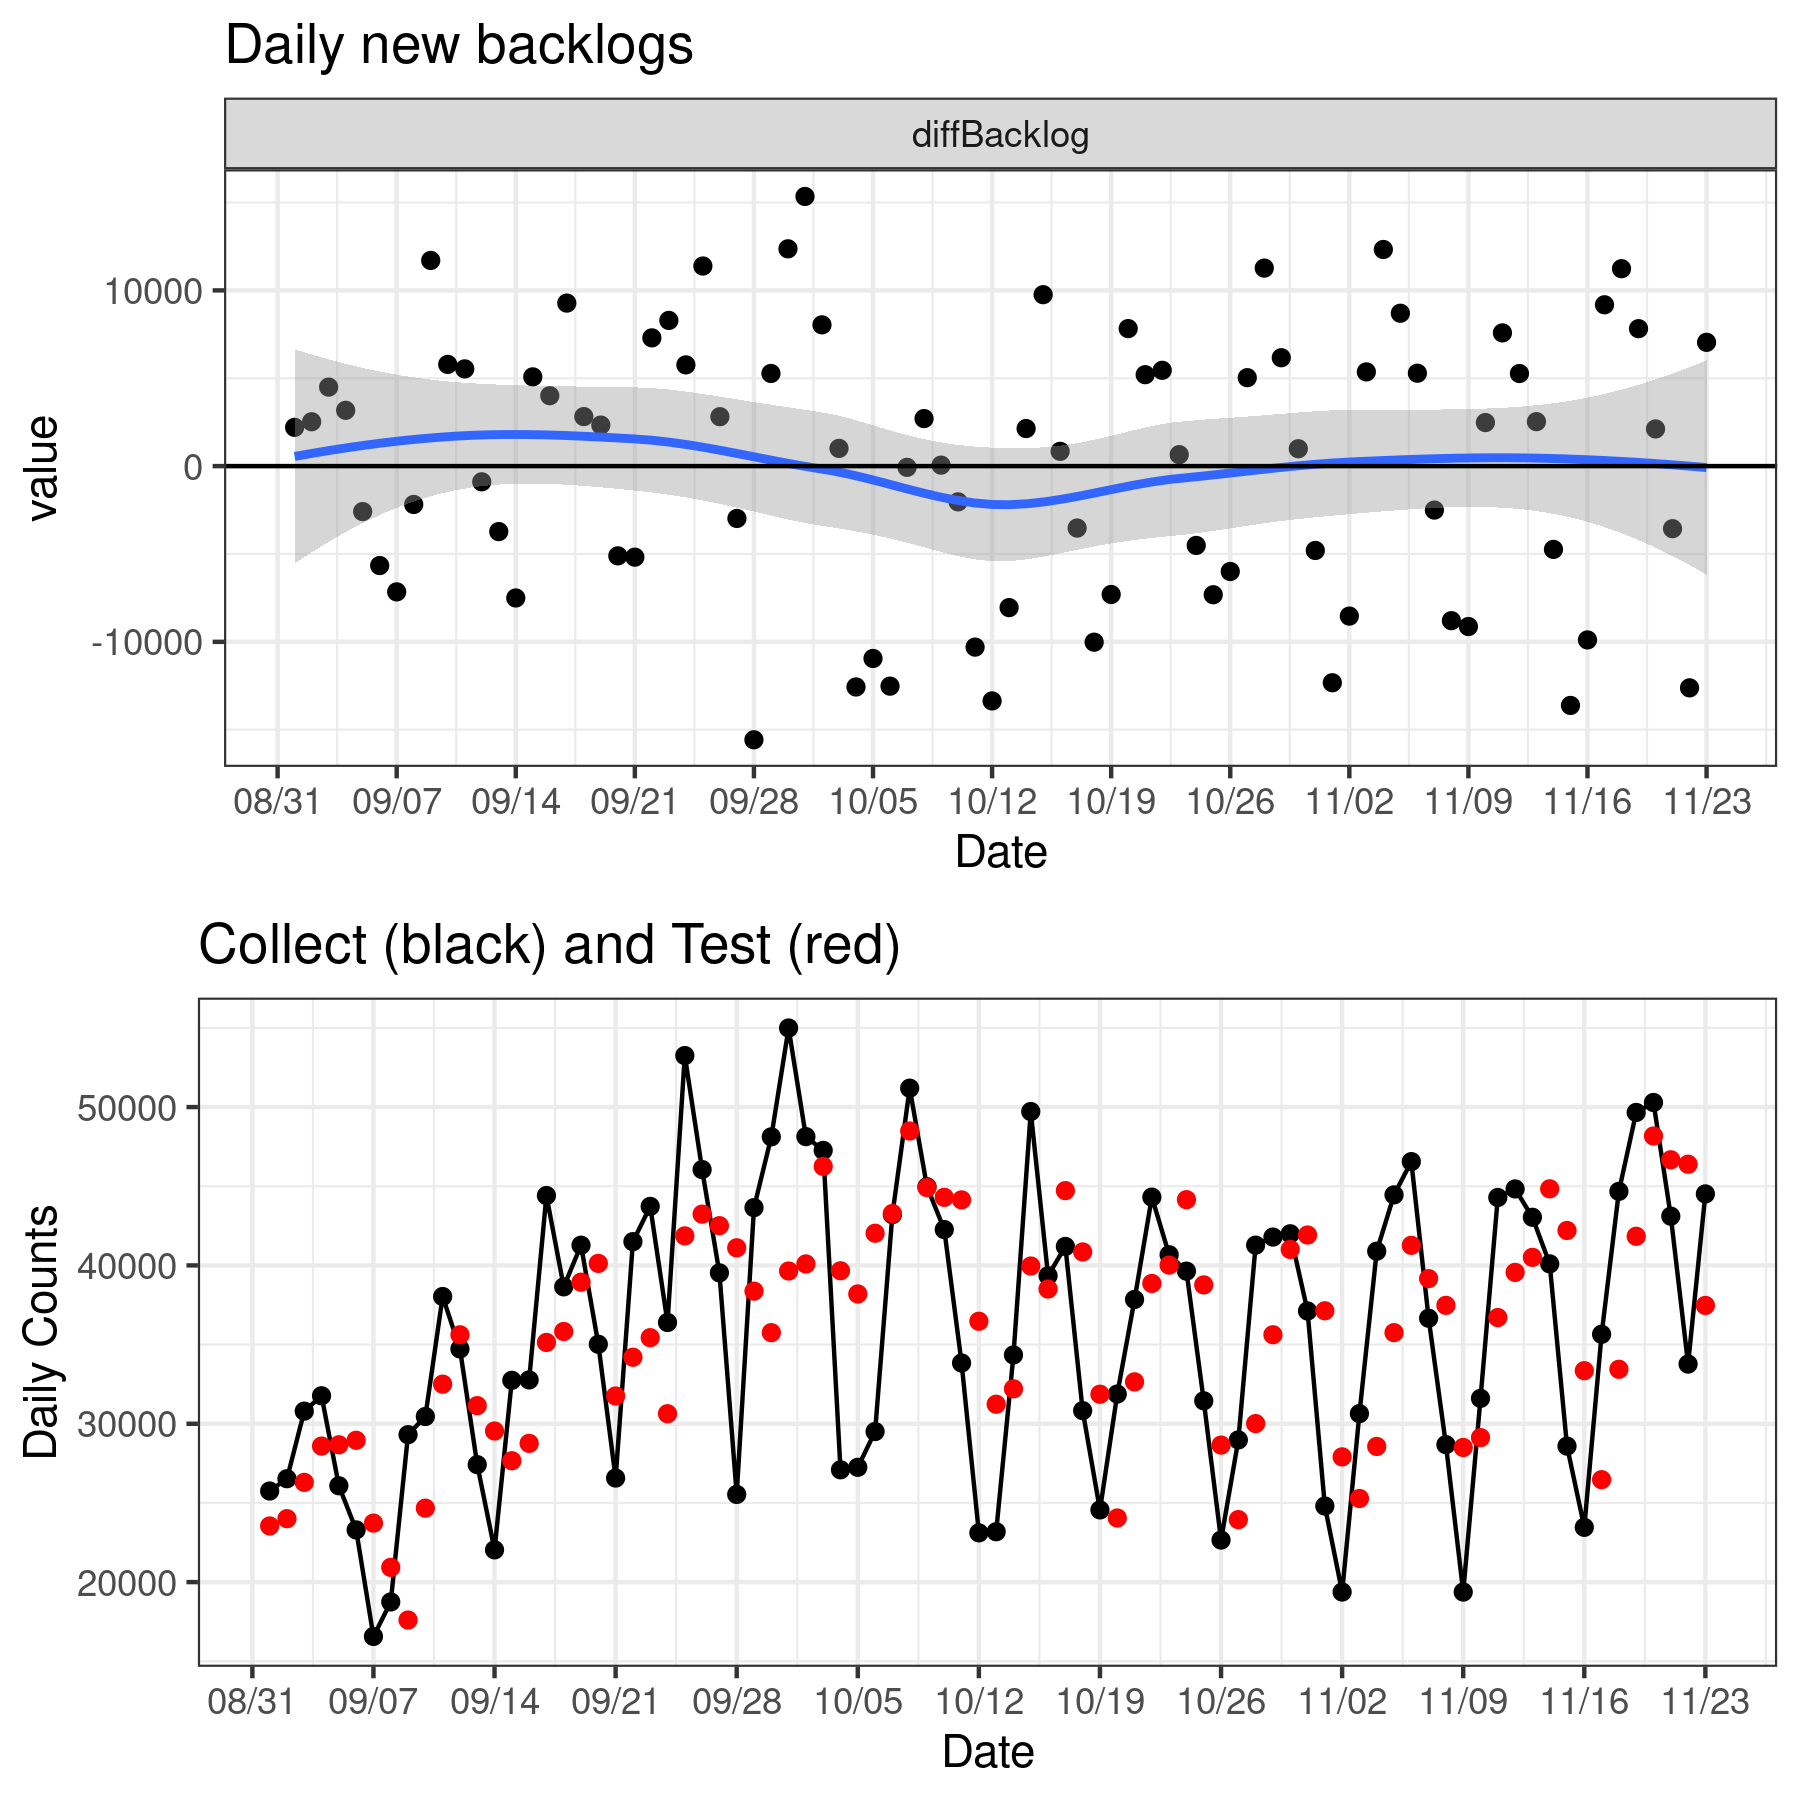 Daily new backlogs
diffBacklog
value
10000
0
-10000
08/31 09/07 09/14 09/21 09/28 10/05 10/12 10/19 10/26 11/02 11/09 11/16 11/23
Date
Collect (black) and Test (red)
Daily Counts
50000
40000
30000
20000
08/31 09/07 09/14 09/21 09/28 10/05 10/12 10/19 10/26 11/02 11/09 11/16 11/23
Date